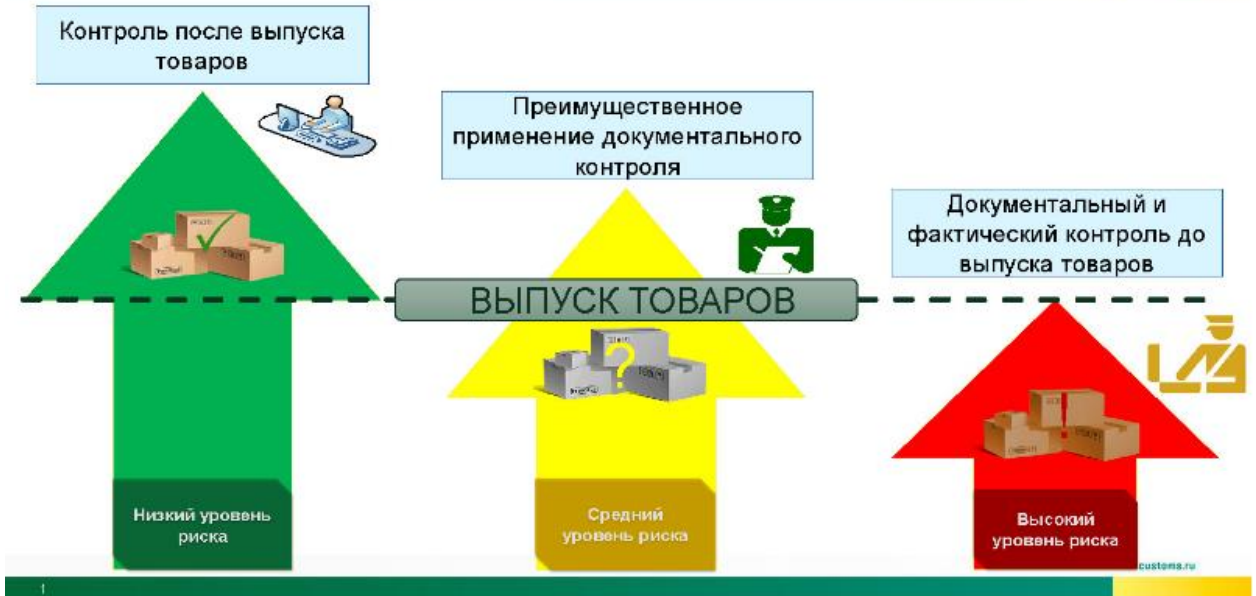 Контроль после выпуска
товаров
Преимущественное
применение документального
контроля
Документальный и
фактический контроль до
выпуска товаров
ВЫПУСК ТОВАРОВ
Низкий уровень
риска
Средний
уровень риска
Высокий
уровень риска
customs.ru
1